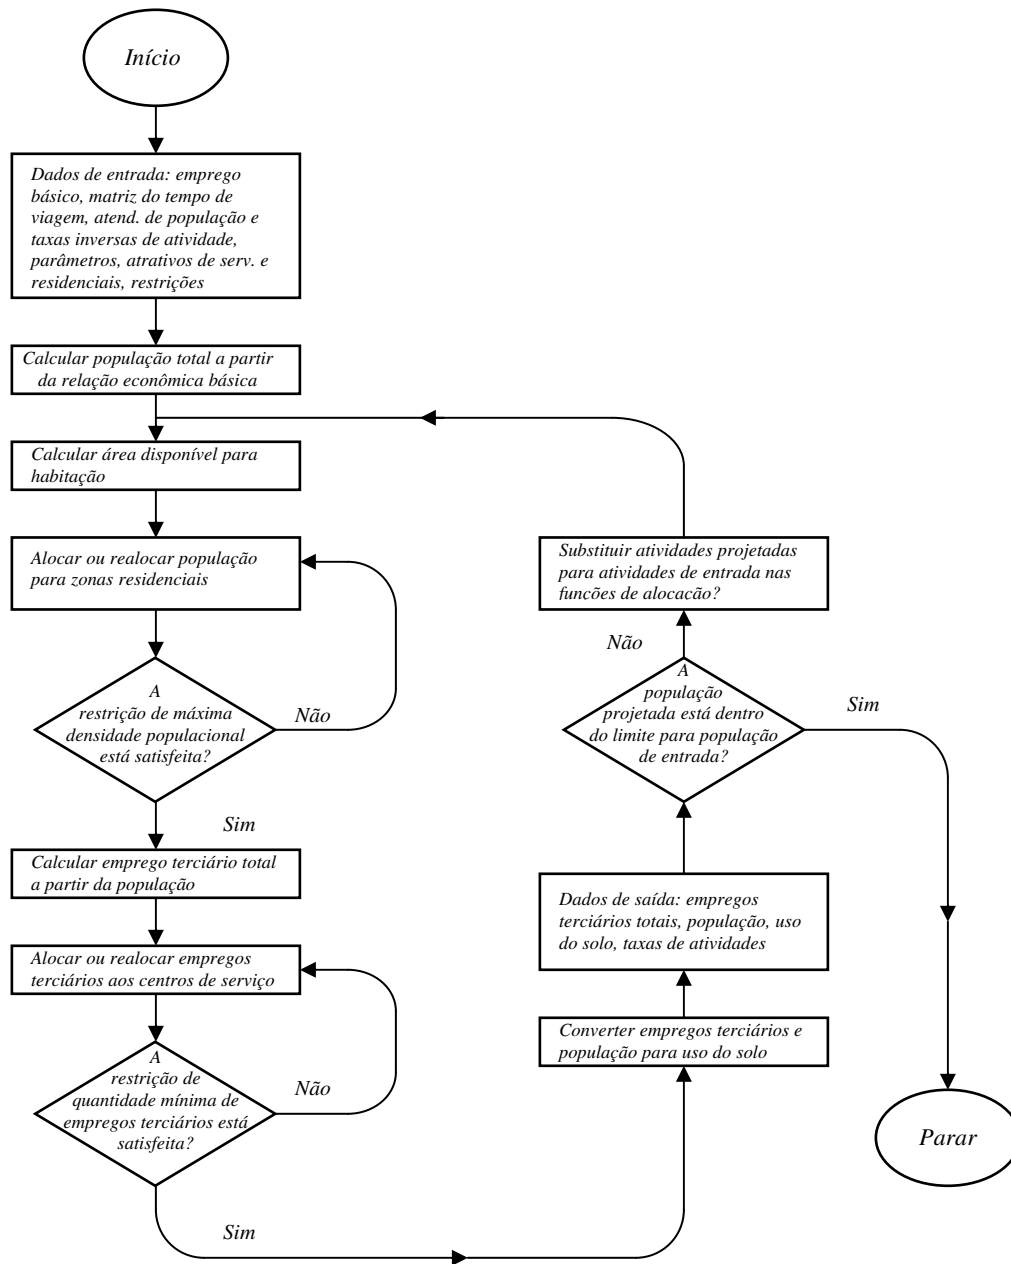 Início
Dados de entrada: emprego
básico, matriz do tempo de
viagem, atend. de população e
taxas inversas de atividade,
parâmetros, atrativos de serv. e
residenciais, restrições
Calcular população total a partir
da relação econômica básica
Calcular área disponível para
habitação
Alocar ou realocar população
para zonas residenciais
A
restrição de máxima
densidade populacional
está satisfeita?
Não
Sim
Calcular emprego terciário total
a partir da população
Alocar ou realocar empregos
terciários aos centros de serviço
A
restrição de
quantidade mínima de
empregos terciários está
satisfeita?
Não
Sim
Converter empregos terciários e
população para uso do solo
Dados de saída: empregos
terciários totais, população, uso
do solo, taxas de atividades
A
população
projetada está dentro
do limite para população
de entrada?
Não
Sim
Substituir atividades projetadas
para atividades de entrada nas
funcões de alocacão?
Parar